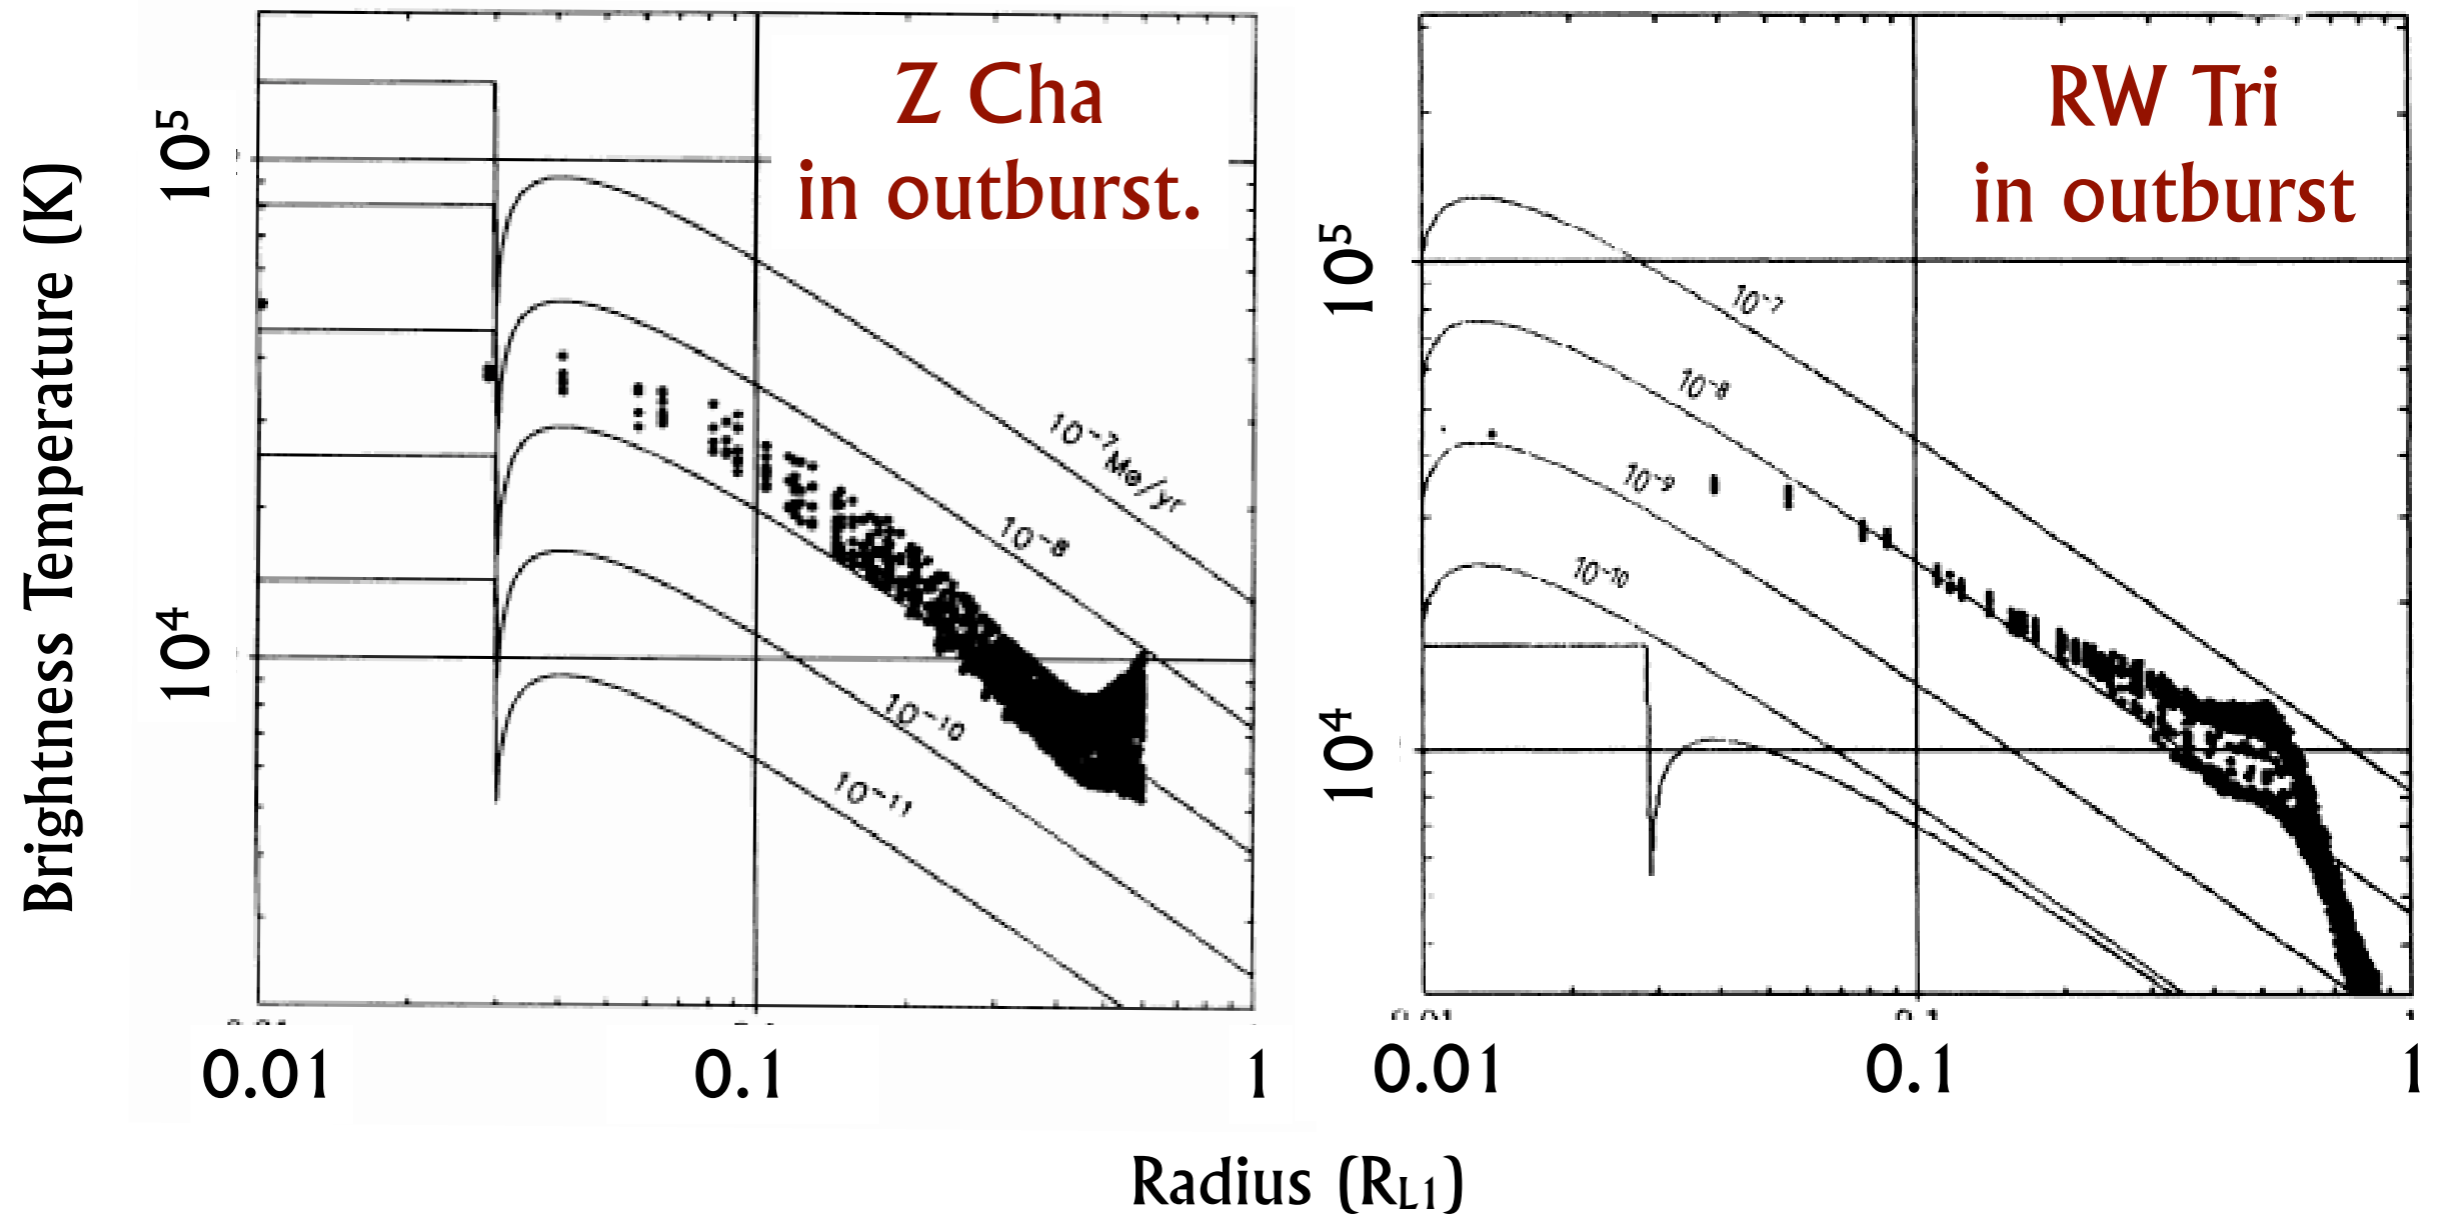 Z Cha
in outburst.
RW Tri
in outburst
Brightness Temperature (K)
10⁵
10⁴
10⁻⁷ M⊙/yr
10⁻⁸
10⁻¹⁰
10⁻¹¹
0.01
0.1
1
10⁵
10⁴
10⁻⁷
10⁻⁸
10⁻⁹
10⁻¹⁰
0.01
0.1
1
Radius (R_L1)